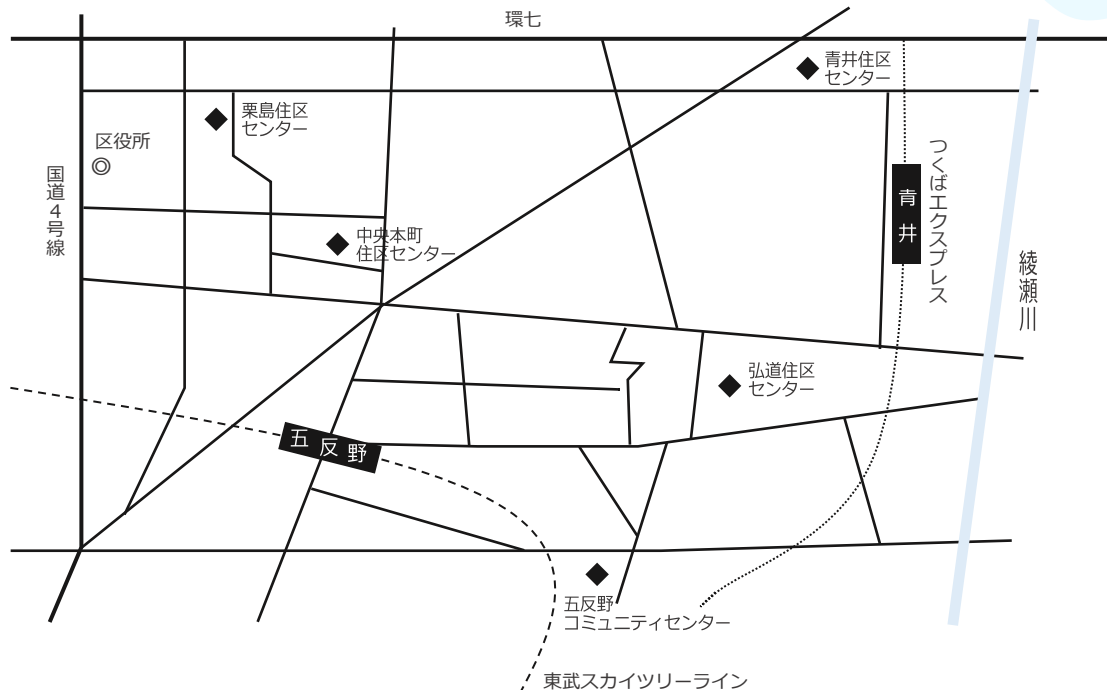 環七
青井住区
センター
栗島住区
センター
区役所
国道4号線
つくばエクスプレス
青井
中央本町
住区センター
綾瀬川
弘道住区
センター
五反野
五反野
コミュニティセンター
東武スカイツリーライン